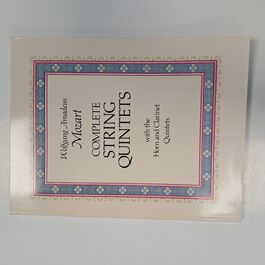 Wolfgang Amadeus
Mozart
COMPLETE
STRING
QUINTETS
with the
Horn and Clarinet
Quintets